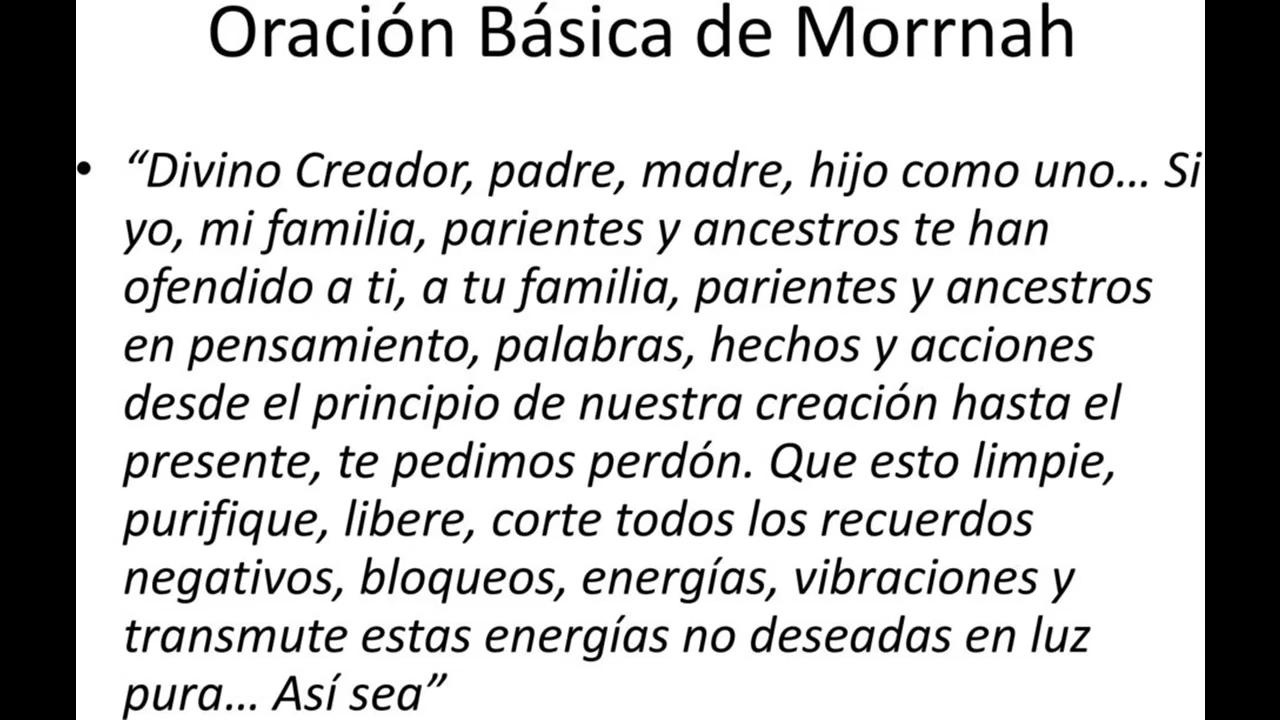 Oración Básica de Morrnah
• “Divino Creador, padre, madre, hijo como uno... Si
yo, mi familia, parientes y ancestros te han
ofendido a ti, a tu familia, parientes y ancestros
en pensamiento, palabras, hechos y acciones
desde el principio de nuestra creación hasta el
presente, te pedimos perdón. Que esto limpie,
purifique, libere, corte todos los recuerdos
negativos, bloqueos, energías, vibraciones y
transmute estas energías no deseadas en luz
pura... Así sea”